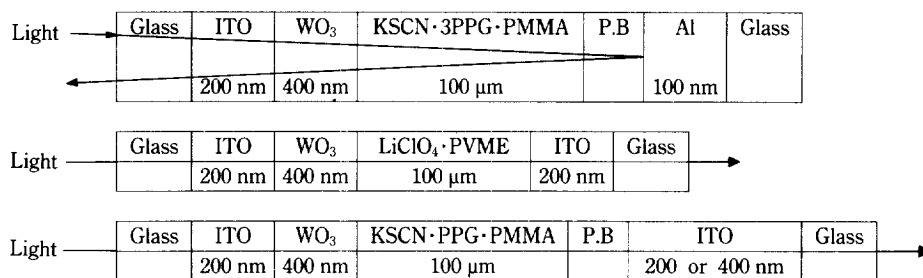 Glass ITO WO₃ KSCN·3PPG·PMMA P.B Al Glass
Light
200 nm 400 nm 100 μm 100 nm
Glass ITO WO₃ LiClO₄·PVME ITO Glass
Light
200 nm 400 nm 100 μm 200 nm
Glass ITO WO₃ KSCN·PPG·PMMA P.B ITO Glass
Light
200 nm 400 nm 100 μm 200 or 400 nm